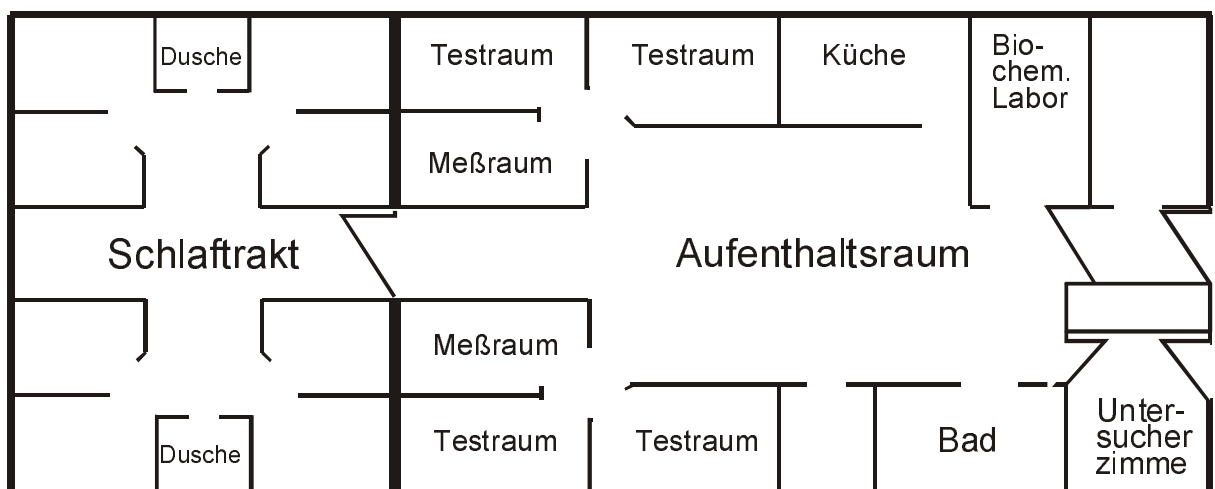 Dusche
Testraum
Testraum
Küche
Bio-
chem.
Labor
Meßraum
Schlaftrakt
Aufenthaltsraum
Meßraum
Dusche
Testraum
Testraum
Bad
Unter-
sucher
zimme